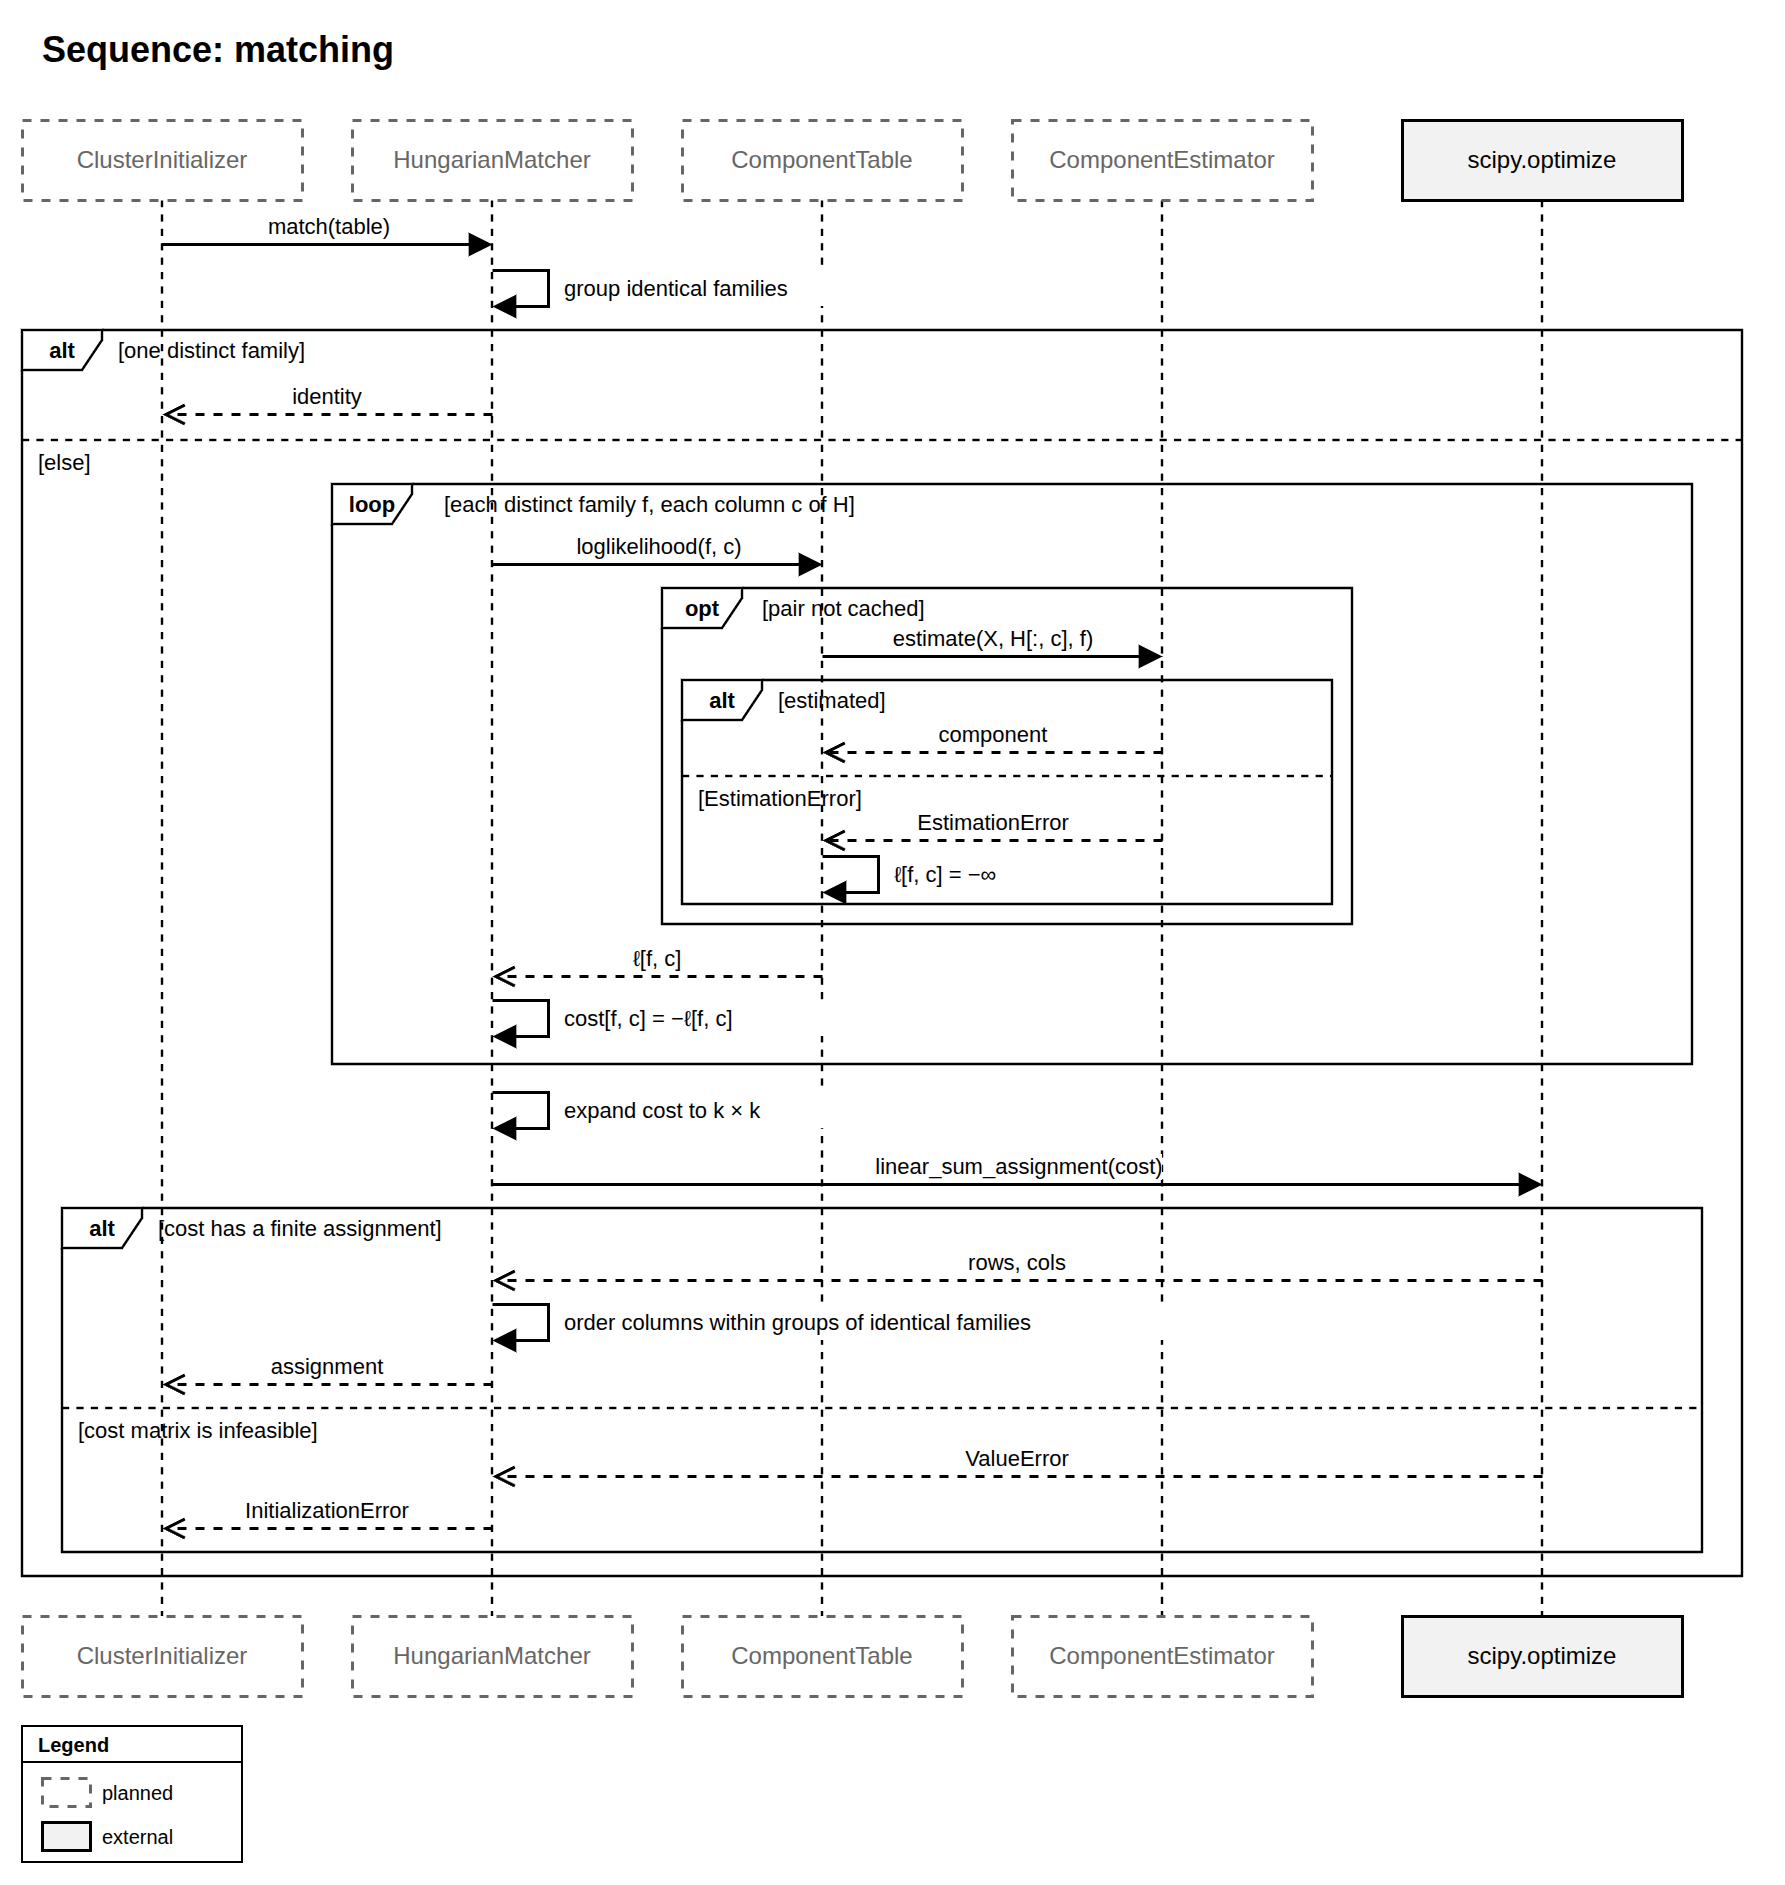 Sequence: matching
ClusterInitializer
HungarianMatcher
ComponentTable
ComponentEstimator
scipy.optimize
match(table)
group identical families
alt
[one distinct family]
identity
[else]
loop
[each distinct family f, each column c of H]
loglikelihood(f, c)
opt
[pair not cached]
estimate(X, H[:, c], f)
alt
[estimated]
component
[EstimationError]
EstimationError
ℓ[f, c] = −∞
ℓ[f, c]
cost[f, c] = −ℓ[f, c]
expand cost to k × k
linear_sum_assignment(cost)
alt
[cost has a finite assignment]
rows, cols
order columns within groups of identical families
assignment
[cost matrix is infeasible]
ValueError
InitializationError
ClusterInitializer
HungarianMatcher
ComponentTable
ComponentEstimator
scipy.optimize
Legend
planned
external